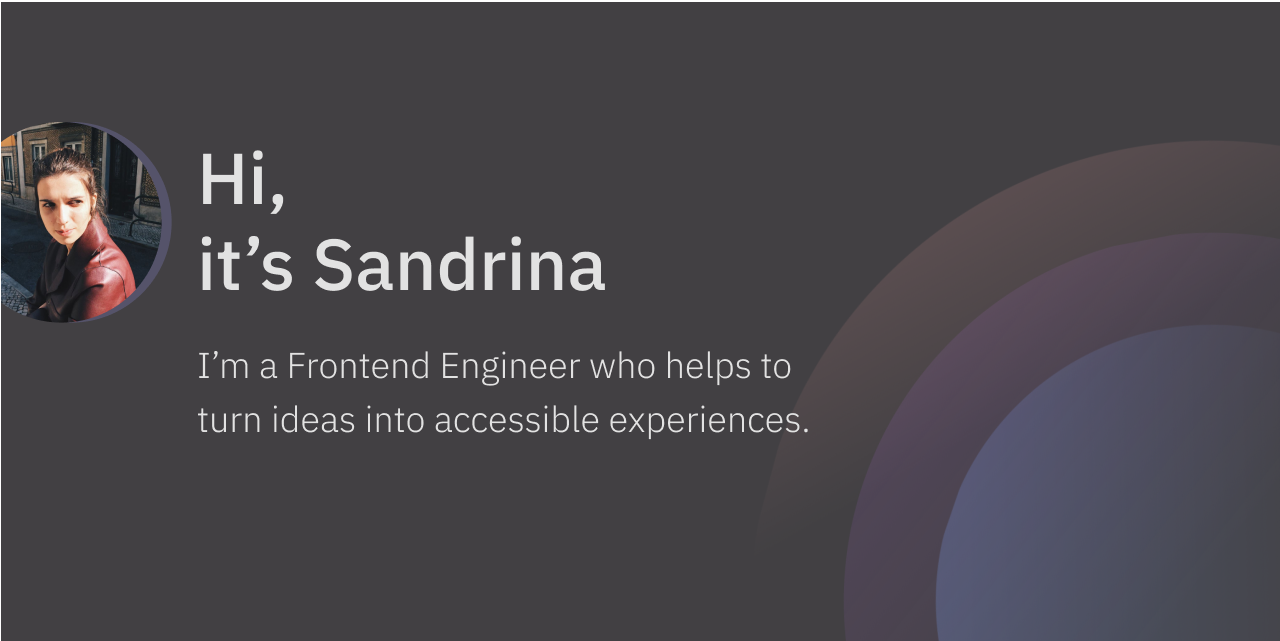 Hi,
it’s Sandrina
I’m a Frontend Engineer who helps to
turn ideas into accessible experiences.